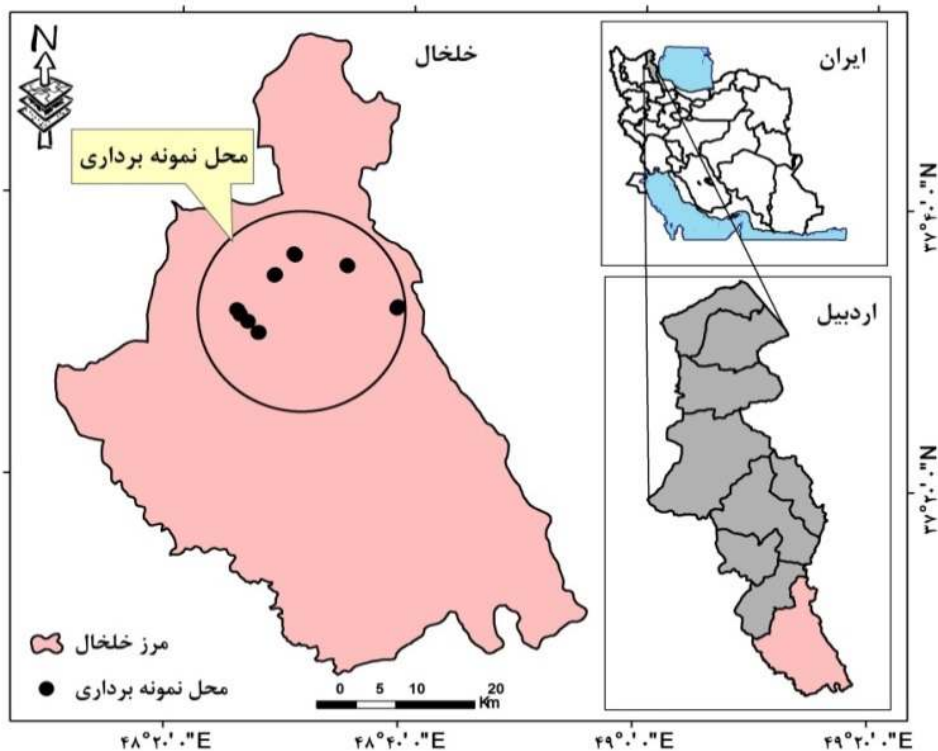 N
خلخال
محل نمونه برداری
ایران
اردبیل
۳۷°۴۰'۰"N
۳۷°۲۰'۰"N
مرز خلخال
محل نمونه برداری
0 5 10 20
Km
۴۸°۲۰'۰"E
۴۸°۴۰'۰"E
۴۹°۰'۰"E
۴۹°۲۰'۰"E